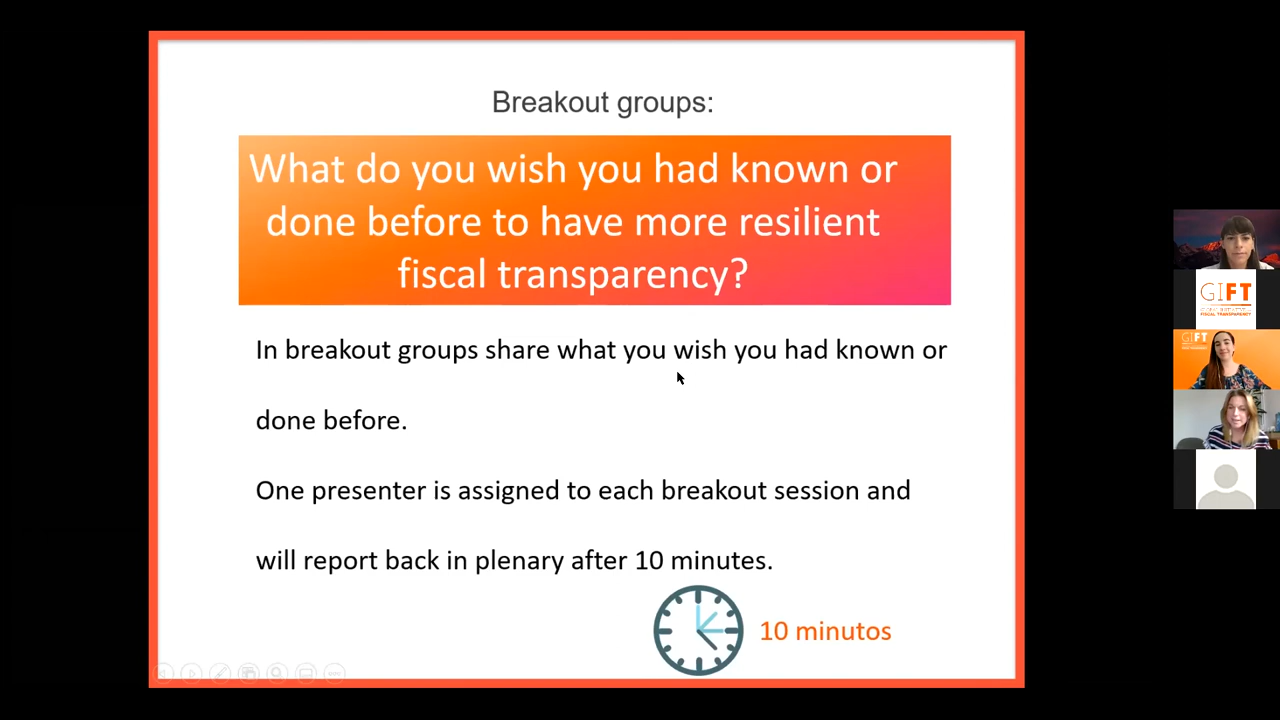 Breakout groups:
What do you wish you had known or
done before to have more resilient
fiscal transparency?
In breakout groups share what you wish you had known or
done before.
One presenter is assigned to each breakout session and
will report back in plenary after 10 minutes.
10 minutos
GIFT
FISCAL TRANSPARENCY
GIFT